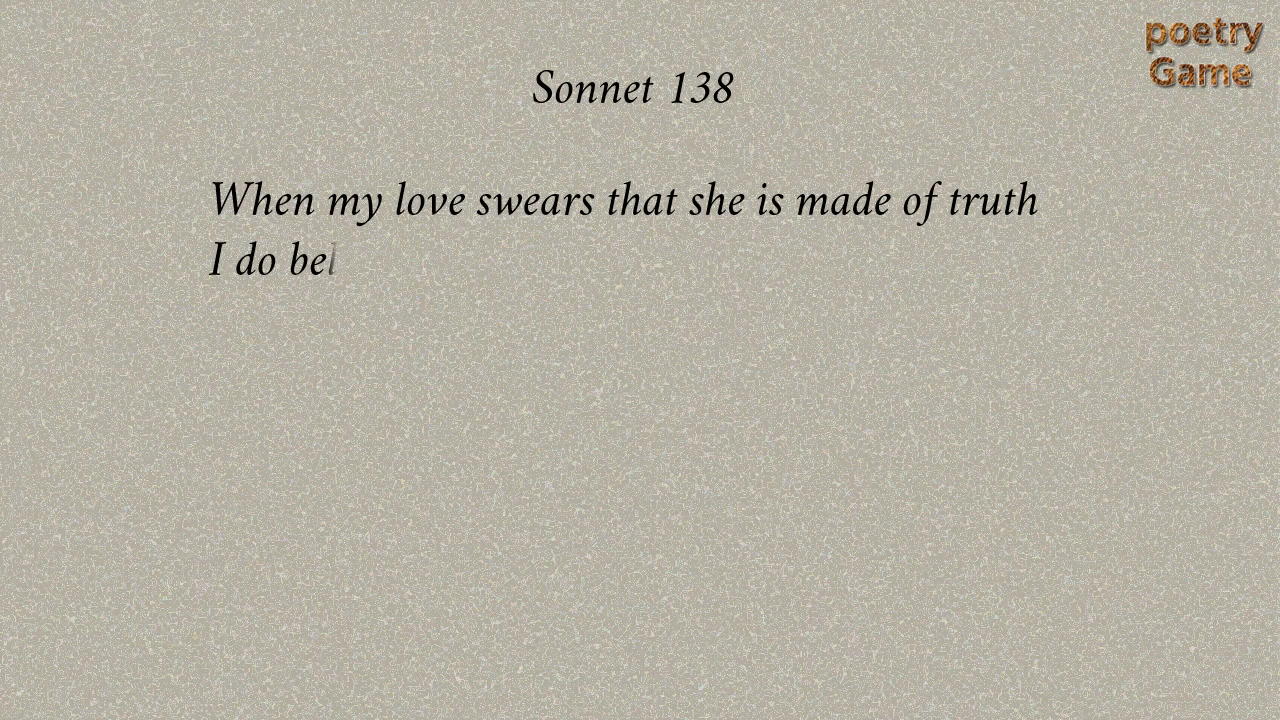 poetry
Game
Sonnet 138
When my love swears that she is made of truth
I do bel